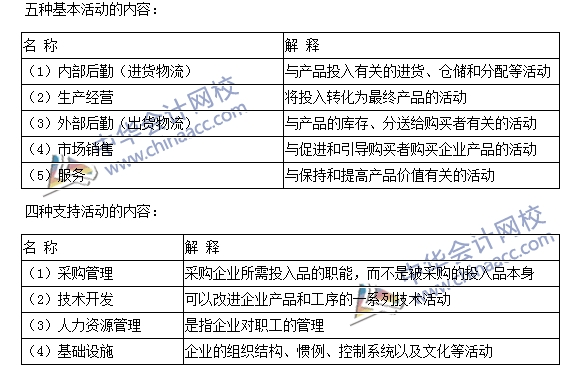 五种基本活动的内容：
名 称 解 释
（1）内部后勤（进货物流） 与产品投入有关的进货、仓储和分配等活动
（2）生产经营 将投入转化为最终产品的活动
（3）外部后勤（出货物流） 与产品的库存、分送给购买者有关的活动
（4）市场销售 与促进和引导购买者购买企业产品的活动
（5）服务 与保持和提高产品价值有关的活动
中华会计网校
www.chinaacc.com
四种支持活动的内容：
名 称 解 释
（1）采购管理 采购企业所需投入品的职能，而不是被采购的投入品本身
（2）技术开发 可以改进企业产品和工序的一系列技术活动
（3）人力资源管理 是指企业对职工的管理
（4）基础设施 企业的组织结构、惯例、控制系统以及文化等活动
中华会计网校
www.chinaacc.com